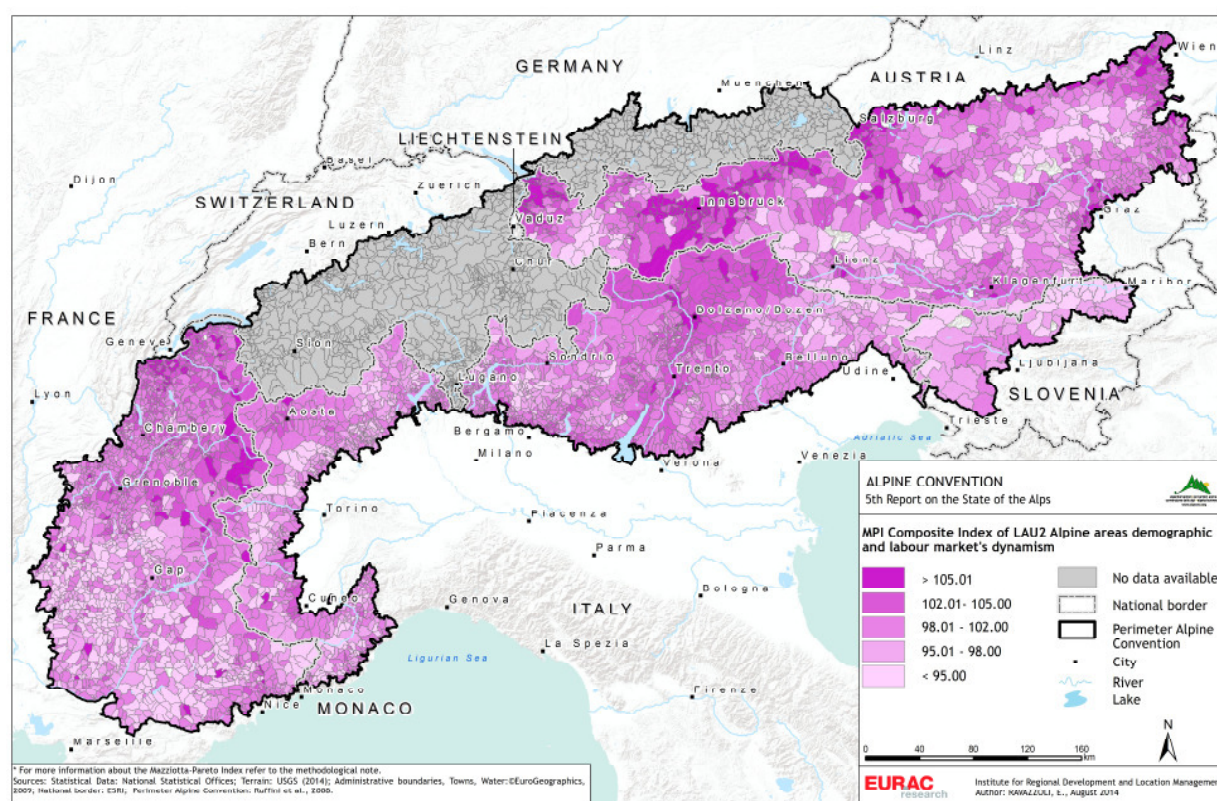 Linz
Wien
GERMANY
Muenchen
AUSTRIA
Salzburg
LIECHTENSTEIN
Basel
Dijon
Zuerich
SWITZERLAND
Innsbruck
Luzern
Vaduz
Graz
Bern
Chur
Lienz
Klagenfurt
Maribor
FRANCE
Bolzano/Bozen
Geneve
Sion
Sondrio
Belluno
Ljubljana
Trento
Udine
Lugano
SLOVENIA
Lyon
Aosta
Trieste
Chambery
Bergamo
Adriatic Sea
Milano
Verona
Venezia
Grenoble
Torino
Piacenza
Parma
Gap
Bologna
Cuneo
Genova
ITALY
La Spezia
Ligurian Sea
Monaco
Firenze
Nice
MONACO
Marseille
ALPINE CONVENTION
5th Report on the State of the Alps
MPI Composite Index of LAU2 Alpine areas demographic
and labour market's dynamism
> 105.01
102.01- 105.00
98.01 - 102.00
95.01 - 98.00
< 95.00
No data available
National border
Perimeter Alpine
Convention
City
River
Lake
N
0 40 80 120 160
km
* For more information about the Mazziotta-Pareto Index refer to the methodological note.
Sources: Statistical Data: National Statistical Offices; Terrain: USGS (2014); Administrative boundaries, Towns, Water:©EuroGeographics,
2009, National border: ESRI, Perimeter Alpine Convention: Ruffini et al., 2006.
EURAC
research
Institute for Regional Development and Location Management
Author: RAVAZZOLI, E., August 2014